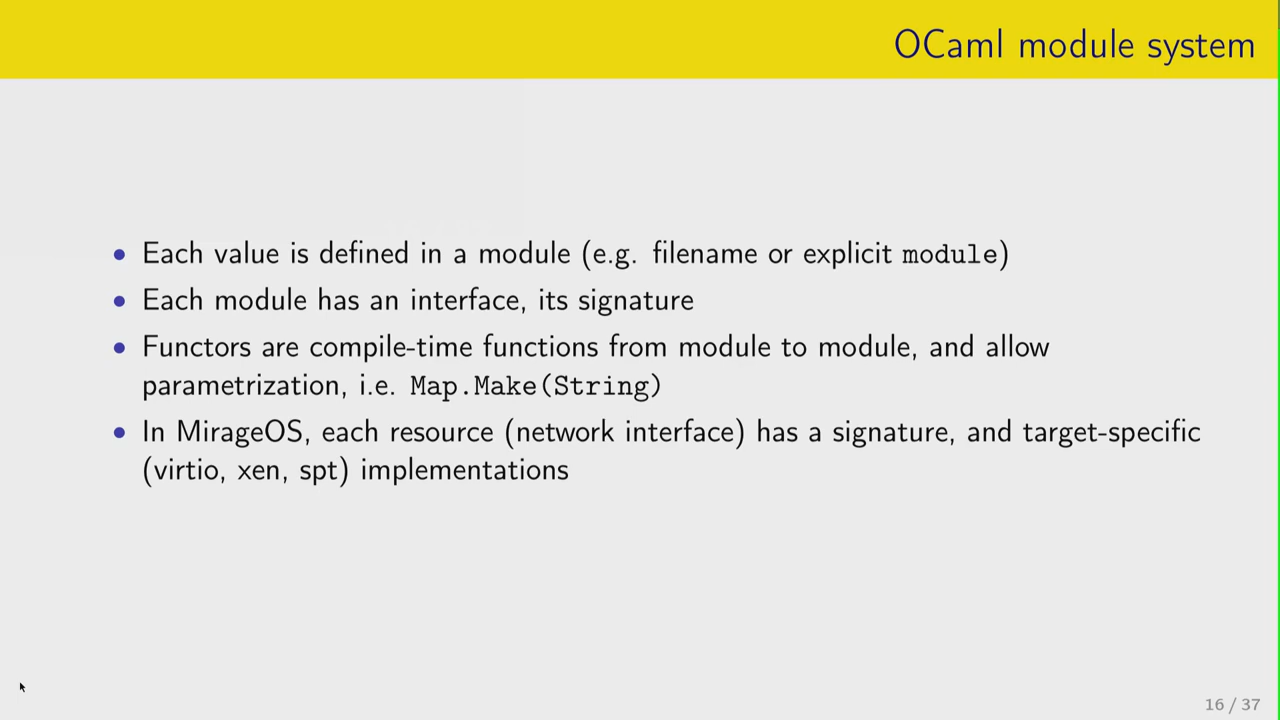 OCaml module system
• Each value is defined in a module (e.g. filename or explicit module)
• Each module has an interface, its signature
• Functors are compile-time functions from module to module, and allow
parametrization, i.e. Map.Make(String)
• In MirageOS, each resource (network interface) has a signature, and target-specific
(virtio, xen, spt) implementations
16 / 37